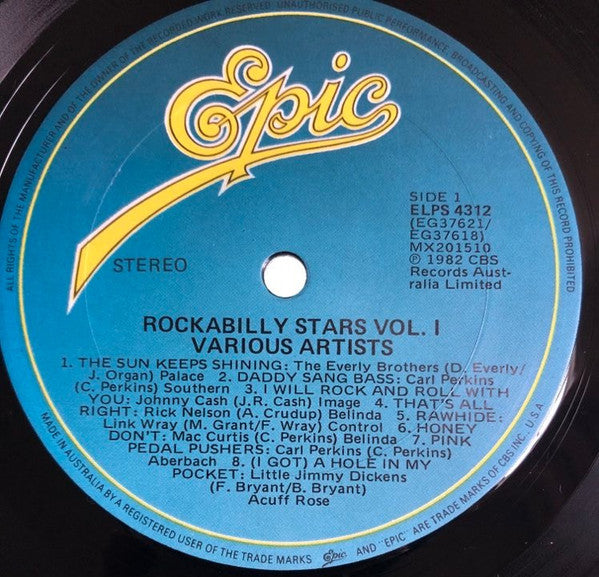 ALL RIGHTS OF THE MANUFACTURER AND OF THE OWNER OF THE RECORDED WORK RESERVED UNAUTHORISED PUBLIC PERFORMANCE, BROADCASTING AND COPYING OF THIS RECORD PROHIBITED
Epic
SIDE 1
ELPS 4312
(EG37621/
EG37618)
MX201510
℗ 1982 CBS
Records Aust-
ralia Limited
STEREO
ROCKABILLY STARS VOL. I
VARIOUS ARTISTS
1. THE SUN KEEPS SHINING: The Everly Brothers (D. Everly/
J. Organ) Palace 2. DADDY SANG BASS: Carl Perkins
(C. Perkins) Southern 3. I WILL ROCK AND ROLL WITH
YOU: Johnny Cash (J.R. Cash) Image 4. THAT'S ALL
RIGHT: Rick Nelson (A. Crudup) Belinda 5. RAWHIDE:
Link Wray (M. Grant/F. Wray) Control 6. HONEY
DON'T: Mac Curtis (C. Perkins) Belinda 7. PINK
PEDAL PUSHERS: Carl Perkins (C. Perkins)
Aberbach 8. (I GOT) A HOLE IN MY
POCKET: Little Jimmy Dickens
(F. Bryant/B. Bryant)
Acuff Rose
MADE IN AUSTRALIA BY A REGISTERED USER OF THE TRADE MARKS Epic AND "EPIC" ARE TRADE MARKS OF CBS INC. U.S.A